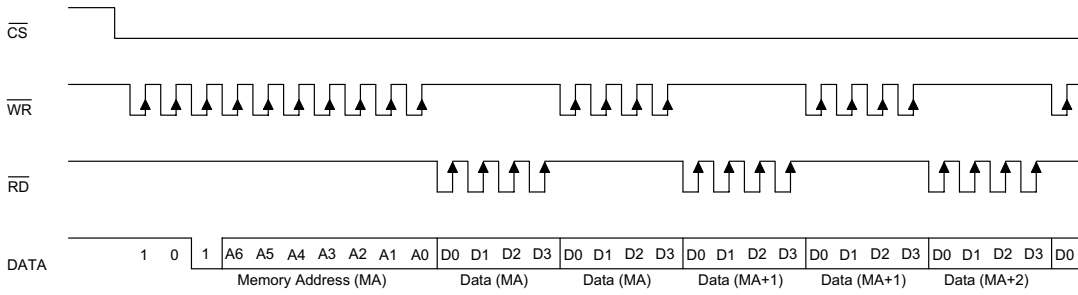 CS
WR
RD
DATA 1 0 1 A6 A5 A4 A3 A2 A1 A0 D0 D1 D2 D3 D0 D1 D2 D3 D0 D1 D2 D3 D0 D1 D2 D3 D0 D1 D2 D3 D0
Memory Address (MA) Data (MA) Data (MA) Data (MA+1) Data (MA+1) Data (MA+2)